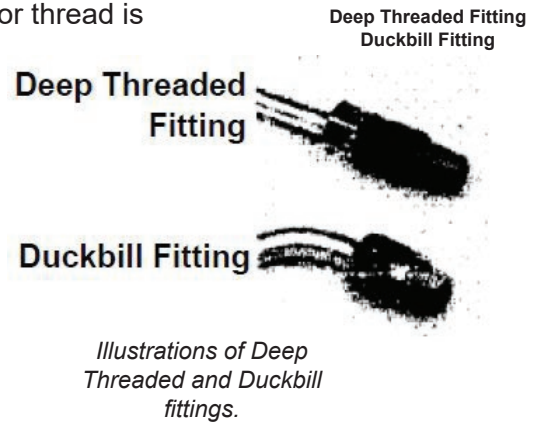 or thread is
Deep Threaded Fitting
Duckbill Fitting
Deep Threaded
Fitting
Duckbill Fitting
Illustrations of Deep
Threaded and Duckbill
fittings.